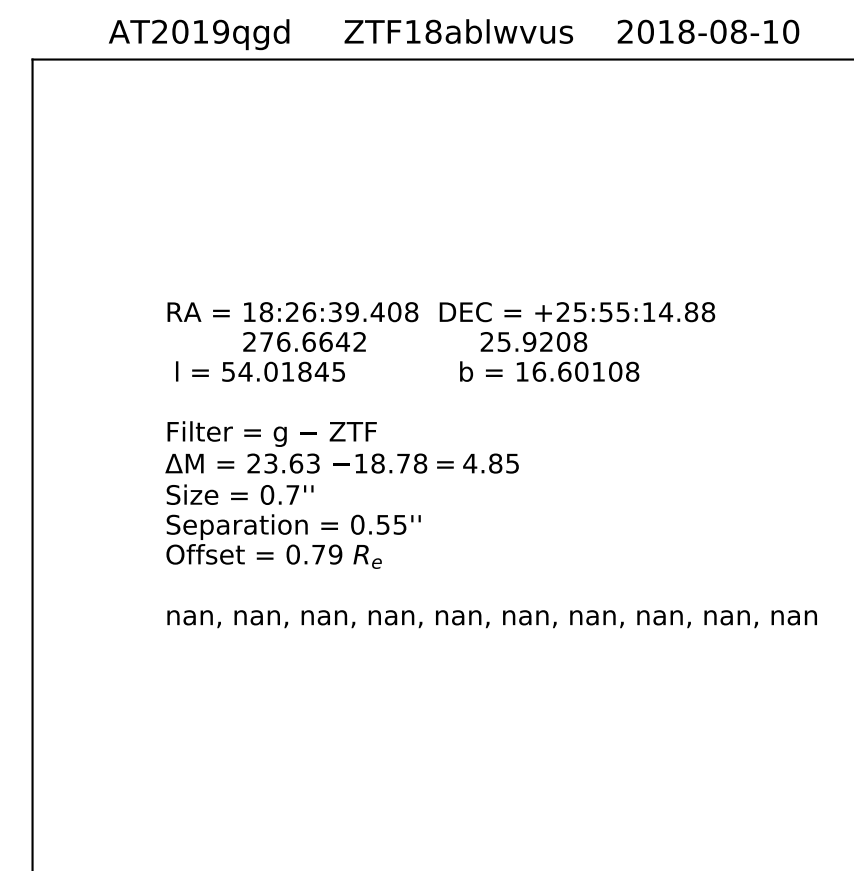 AT2019qgd ZTF18ablwvus 2018-08-10
RA = 18:26:39.408 DEC = +25:55:14.88
276.6642 25.9208
l = 54.01845 b = 16.60108
Filter = g − ZTF
ΔM = 23.63 −18.78 = 4.85
Size = 0.7''
Separation = 0.55''
Offset = 0.79 Re
nan, nan, nan, nan, nan, nan, nan, nan, nan, nan